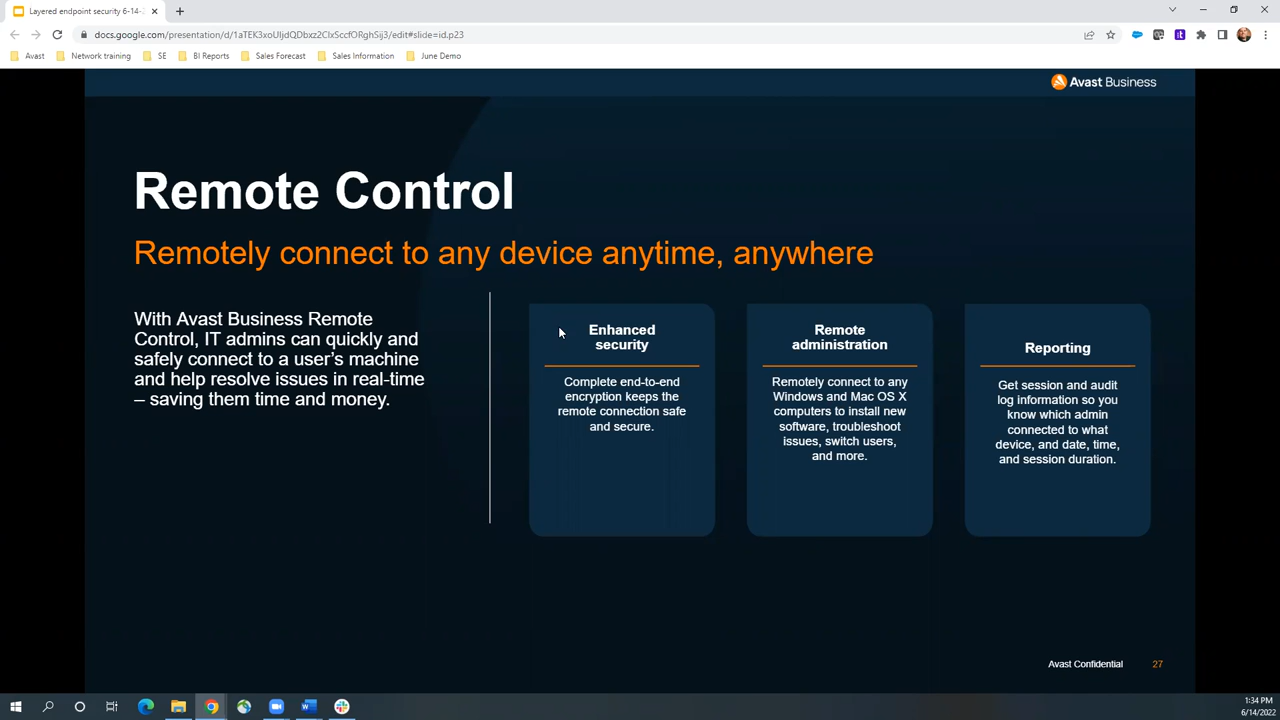 Layered endpoint security 6-14-2
docs.google.com/presentation/d/1aTEK3xoUIjdQDbxz2ClxSccfORghSij3/edit#slide=id.p23
Avast
Network training
SE
BI Reports
Sales Forecast
Sales Information
June Demo
Avast Business
Remote Control
Remotely connect to any device anytime, anywhere
With Avast Business Remote
Control, IT admins can quickly and
safely connect to a user’s machine
and help resolve issues in real-time
– saving them time and money.
Enhanced
security
Complete end-to-end
encryption keeps the
remote connection safe
and secure.
Remote
administration
Remotely connect to any
Windows and Mac OS X
computers to install new
software, troubleshoot
issues, switch users,
and more.
Reporting
Get session and audit
log information so you
know which admin
connected to what
device, and date, time,
and session duration.
Avast Confidential
27
1:34 PM
6/14/2022